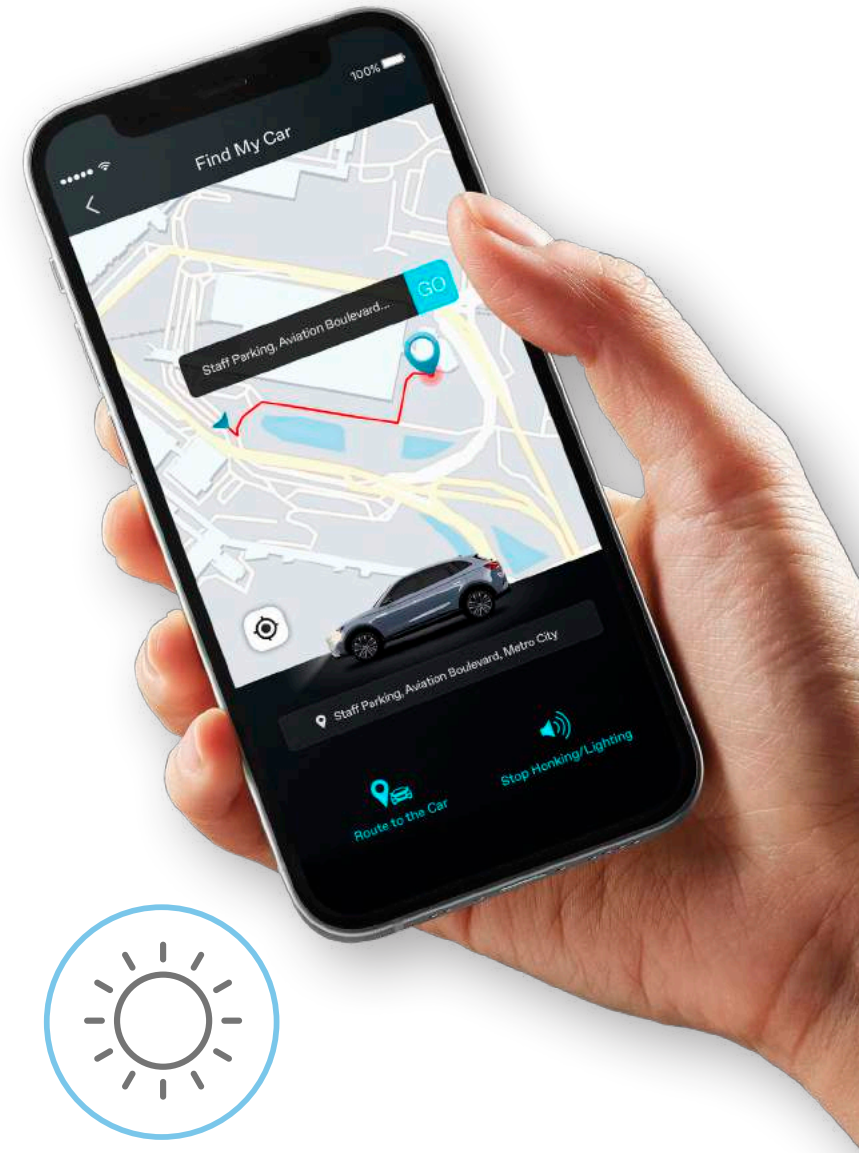 100%
Find My Car
GO
Staff Parking, Aviation Boulevard...
Staff Parking, Aviation Boulevard, Metro City
Stop Honking/Lighting
Route to the Car